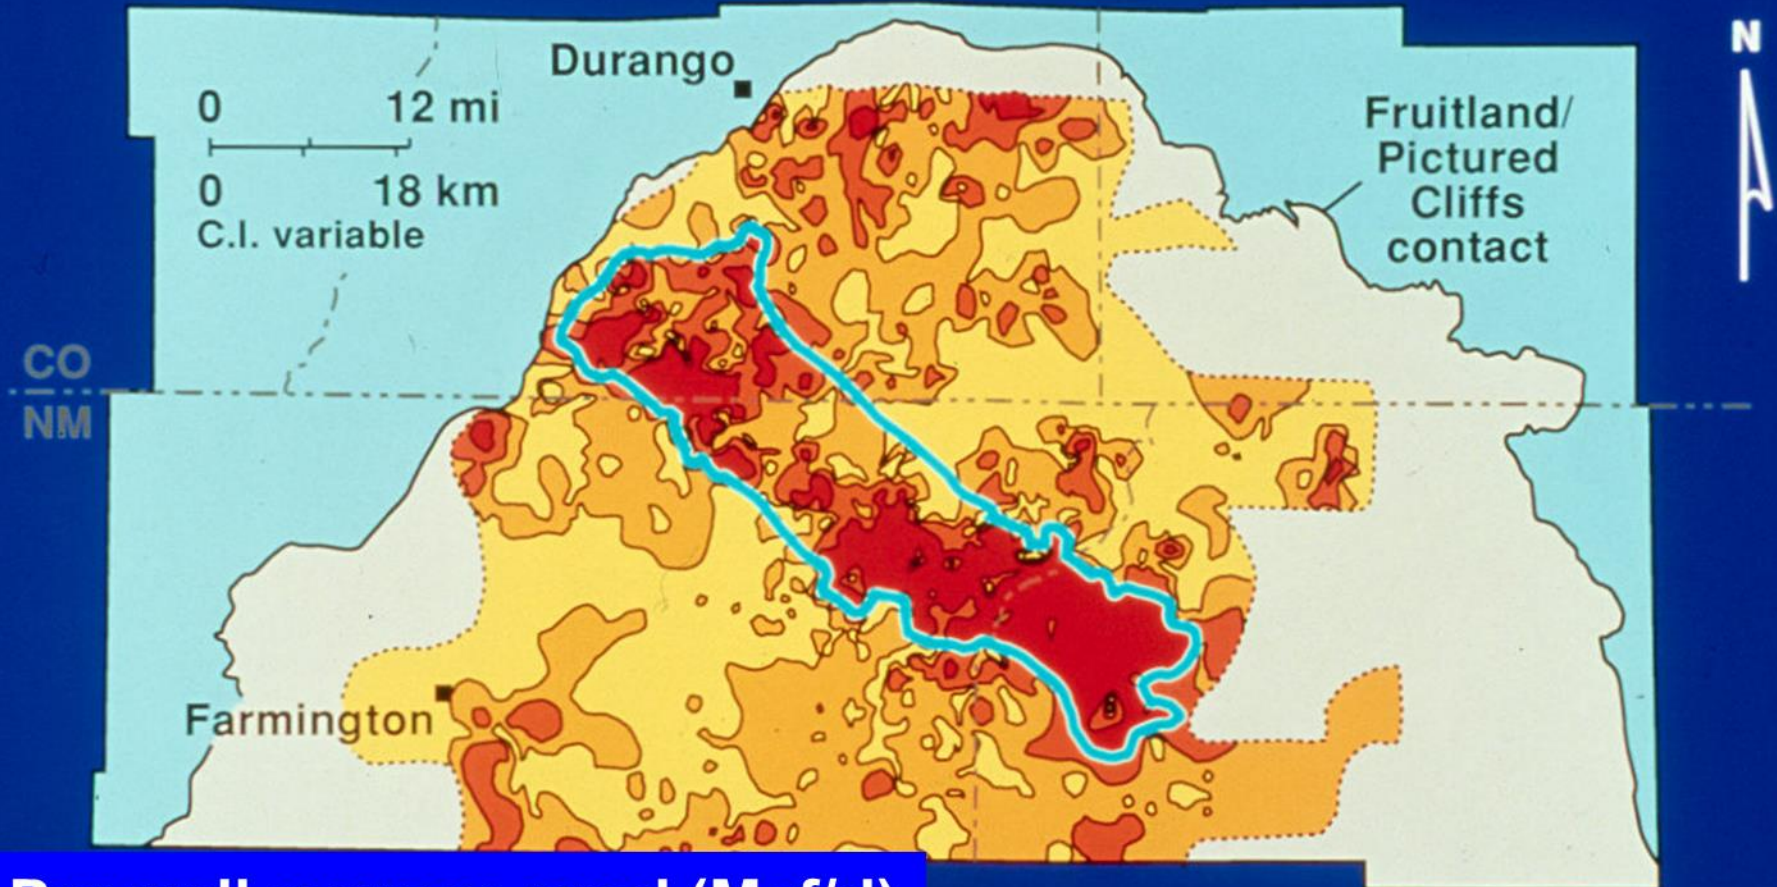 Durango
N
0 12 mi
0 18 km
C.I. variable
Fruitland/
Pictured
Cliffs
contact
CO
NM
Farmington